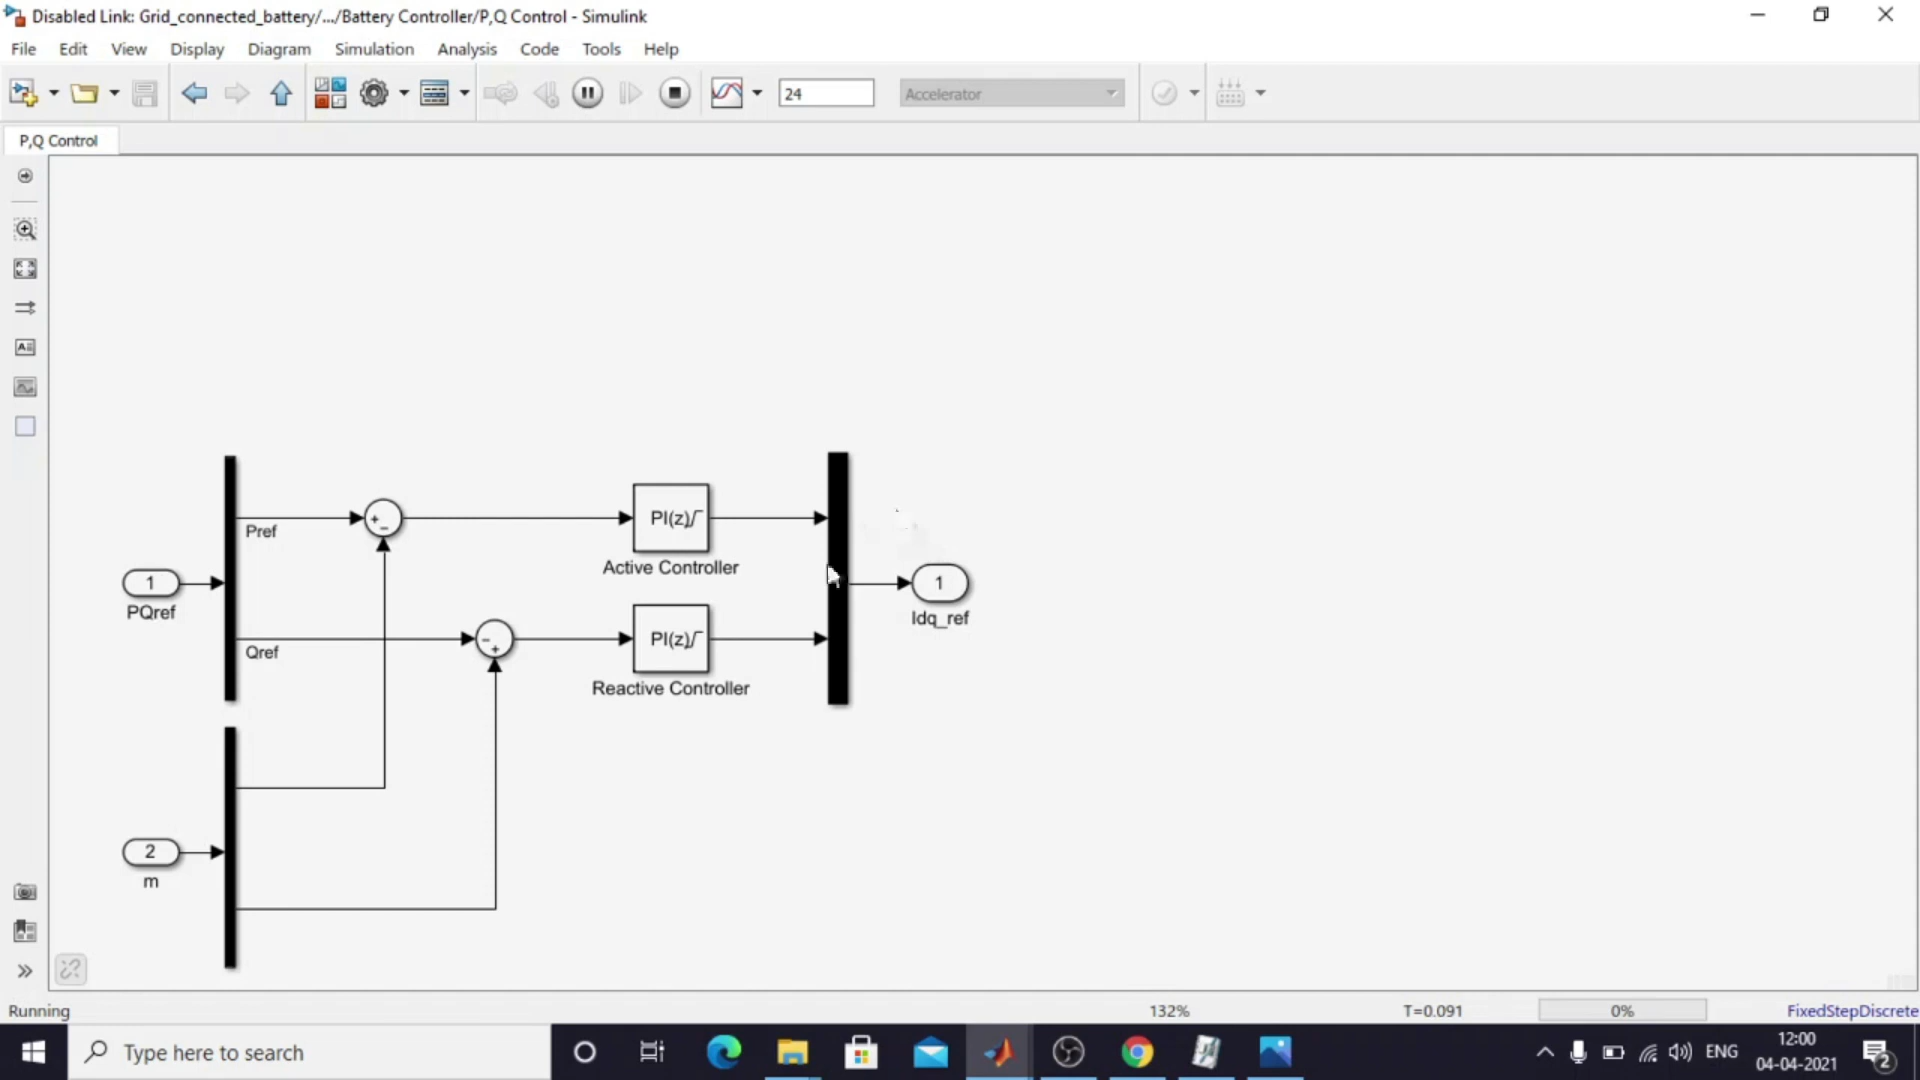 Disabled Link: Grid_connected_battery/.../Battery Controller/P,Q Control - Simulink
File Edit View Display Diagram Simulation Analysis Code Tools Help
24 Accelerator
P,Q Control
PI(z)
Pref
Active Controller
1
PQref
1
Idq_ref
PI(z)
Qref
Reactive Controller
2
m
Running 132% T=0.091 0% FixedStepDiscrete
Type here to search
ENG
12:00
04-04-2021
2